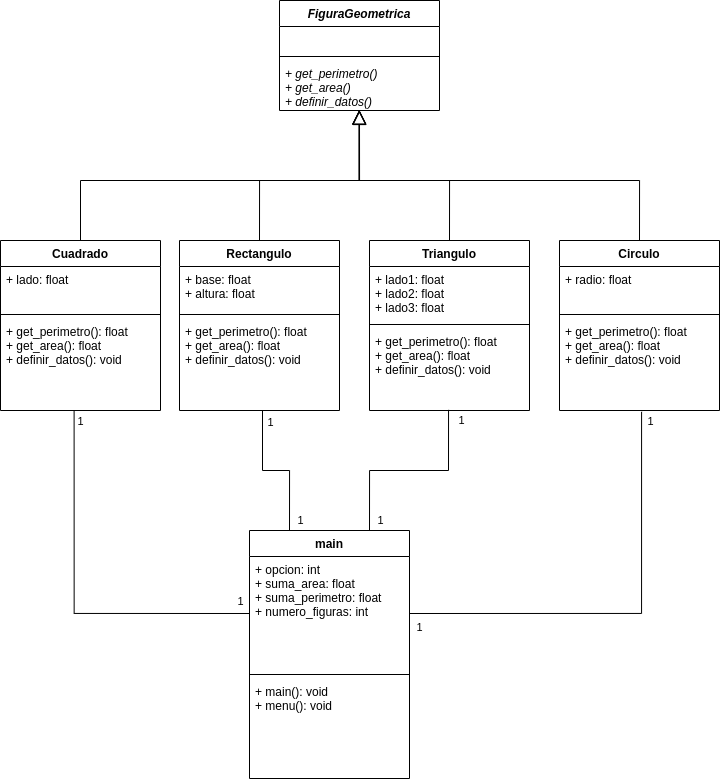 FiguraGeometrica
+ get_perimetro()
+ get_area()
+ definir_datos()
Cuadrado
+ lado: float
+ get_perimetro(): float
+ get_area(): float
+ definir_datos(): void
Rectangulo
+ base: float
+ altura: float
+ get_perimetro(): float
+ get_area(): float
+ definir_datos(): void
Triangulo
+ lado1: float
+ lado2: float
+ lado3: float
+ get_perimetro(): float
+ get_area(): float
+ definir_datos(): void
Circulo
+ radio: float
+ get_perimetro(): float
+ get_area(): float
+ definir_datos(): void
1
1
1
1
1
1
main
+ opcion: int
+ suma_area: float
+ suma_perimetro: float
+ numero_figuras: int
1
1
+ main(): void
+ menu(): void